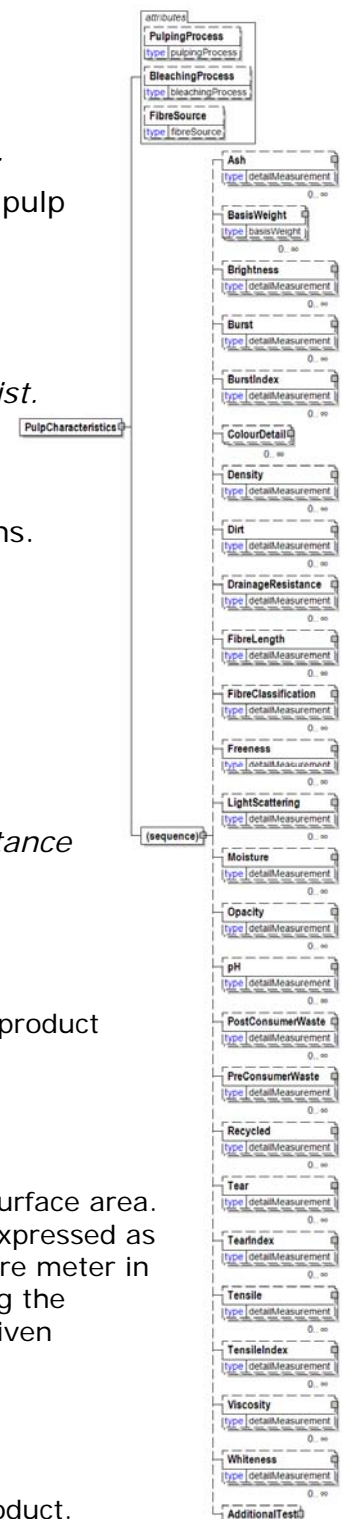 attributes
PulpingProcess
type pulpingProcess
BleachingProcess
type bleachingProcess
FibreSource
type fibreSource
pulp
ist.
PulpCharacteristics
ns.
(sequence)
tance
product
urface area.
expressed as
re meter in
g the
iven
oduct.
Ash
type detailMeasurement
0.. ∞
BasisWeight
type basisWeight
0.. ∞
Brightness
type detailMeasurement
0.. ∞
Burst
type detailMeasurement
0.. ∞
BurstIndex
type detailMeasurement
0.. ∞
ColourDetail
0.. ∞
Density
type detailMeasurement
0.. ∞
Dirt
type detailMeasurement
0.. ∞
DrainageResistance
type detailMeasurement
0.. ∞
FibreLength
type detailMeasurement
0.. ∞
FibreClassification
type detailMeasurement
0.. ∞
Freeness
type detailMeasurement
0.. ∞
LightScattering
type detailMeasurement
0.. ∞
Moisture
type detailMeasurement
0.. ∞
Opacity
type detailMeasurement
0.. ∞
pH
type detailMeasurement
0.. ∞
PostConsumerWaste
type detailMeasurement
0.. ∞
PreConsumerWaste
type detailMeasurement
0.. ∞
Recycled
type detailMeasurement
0.. ∞
Tear
type detailMeasurement
0.. ∞
TearIndex
type detailMeasurement
0.. ∞
Tensile
type detailMeasurement
0.. ∞
TensileIndex
type detailMeasurement
0.. ∞
Viscosity
type detailMeasurement
0.. ∞
Whiteness
type detailMeasurement
0.. ∞
AdditionalTest